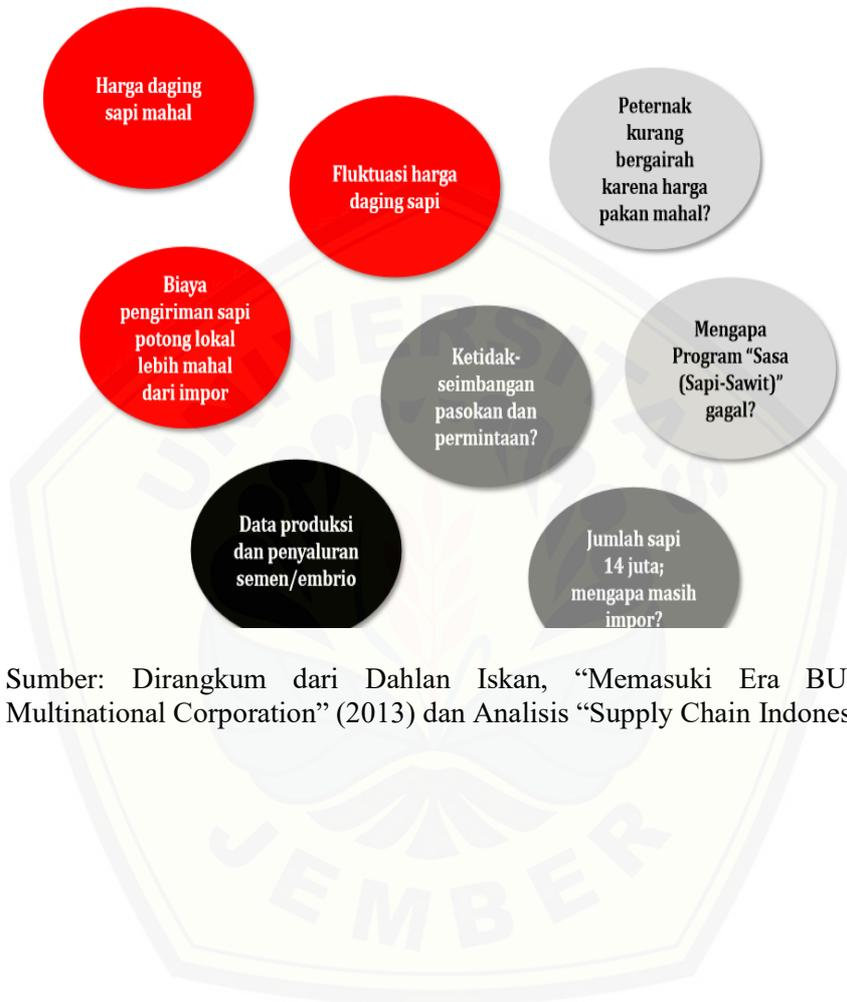 Harga daging
sapi mahal
Fluktuasi harga
daging sapi
Peternak
kurang
bergairah
karena harga
pakan mahal?
Biaya
pengiriman sapi
potong lokal
lebih mahal
dari impor
Ketidak-
seimbangan
pasokan dan
permintaan?
Mengapa
Program “Sasa
(Sapi-Sawit)”
gagal?
Data produksi
dan penyaluran
semen/embrio
Jumlah sapi
14 juta;
mengapa masih
impor?
Sumber: Dirangkum dari Dahlan Iskan, “Memasuki Era BU
Multinational Corporation” (2013) dan Analisis “Supply Chain Indones
UNIVERSITAS
JEMBER